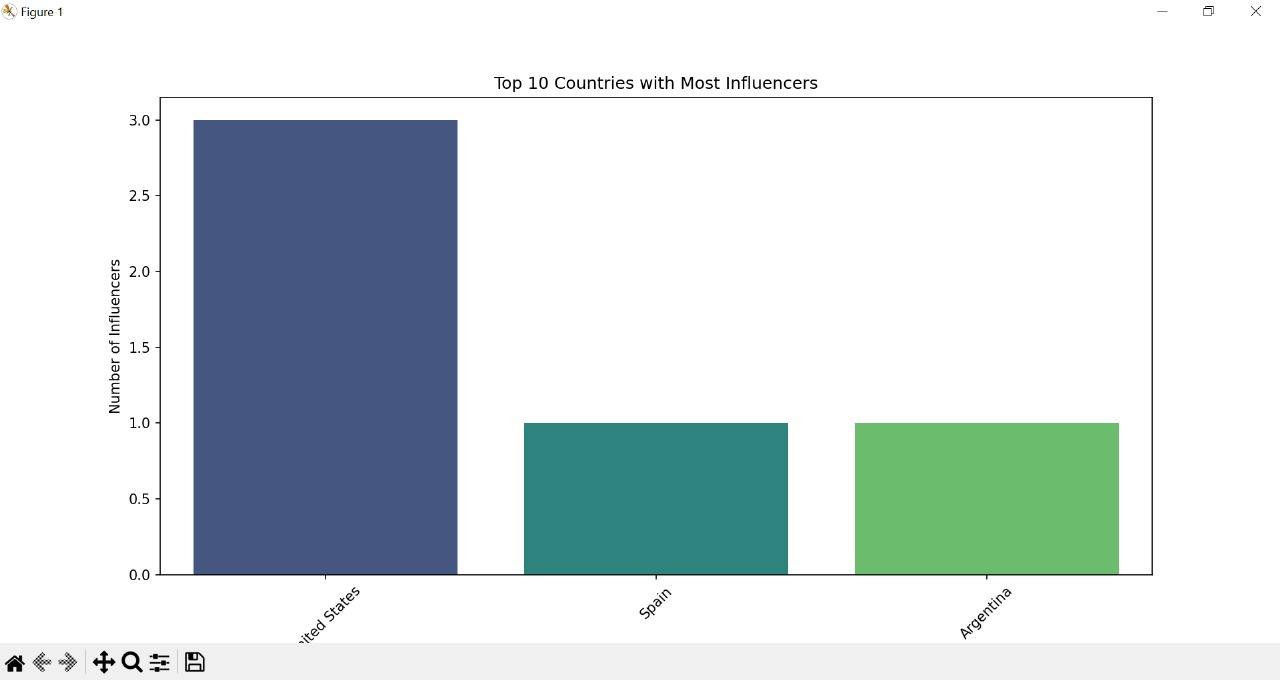 Figure 1
Top 10 Countries with Most Influencers
Number of Influencers
3.0
2.5
2.0
1.5
1.0
0.5
0.0
States
Spain
Argentina